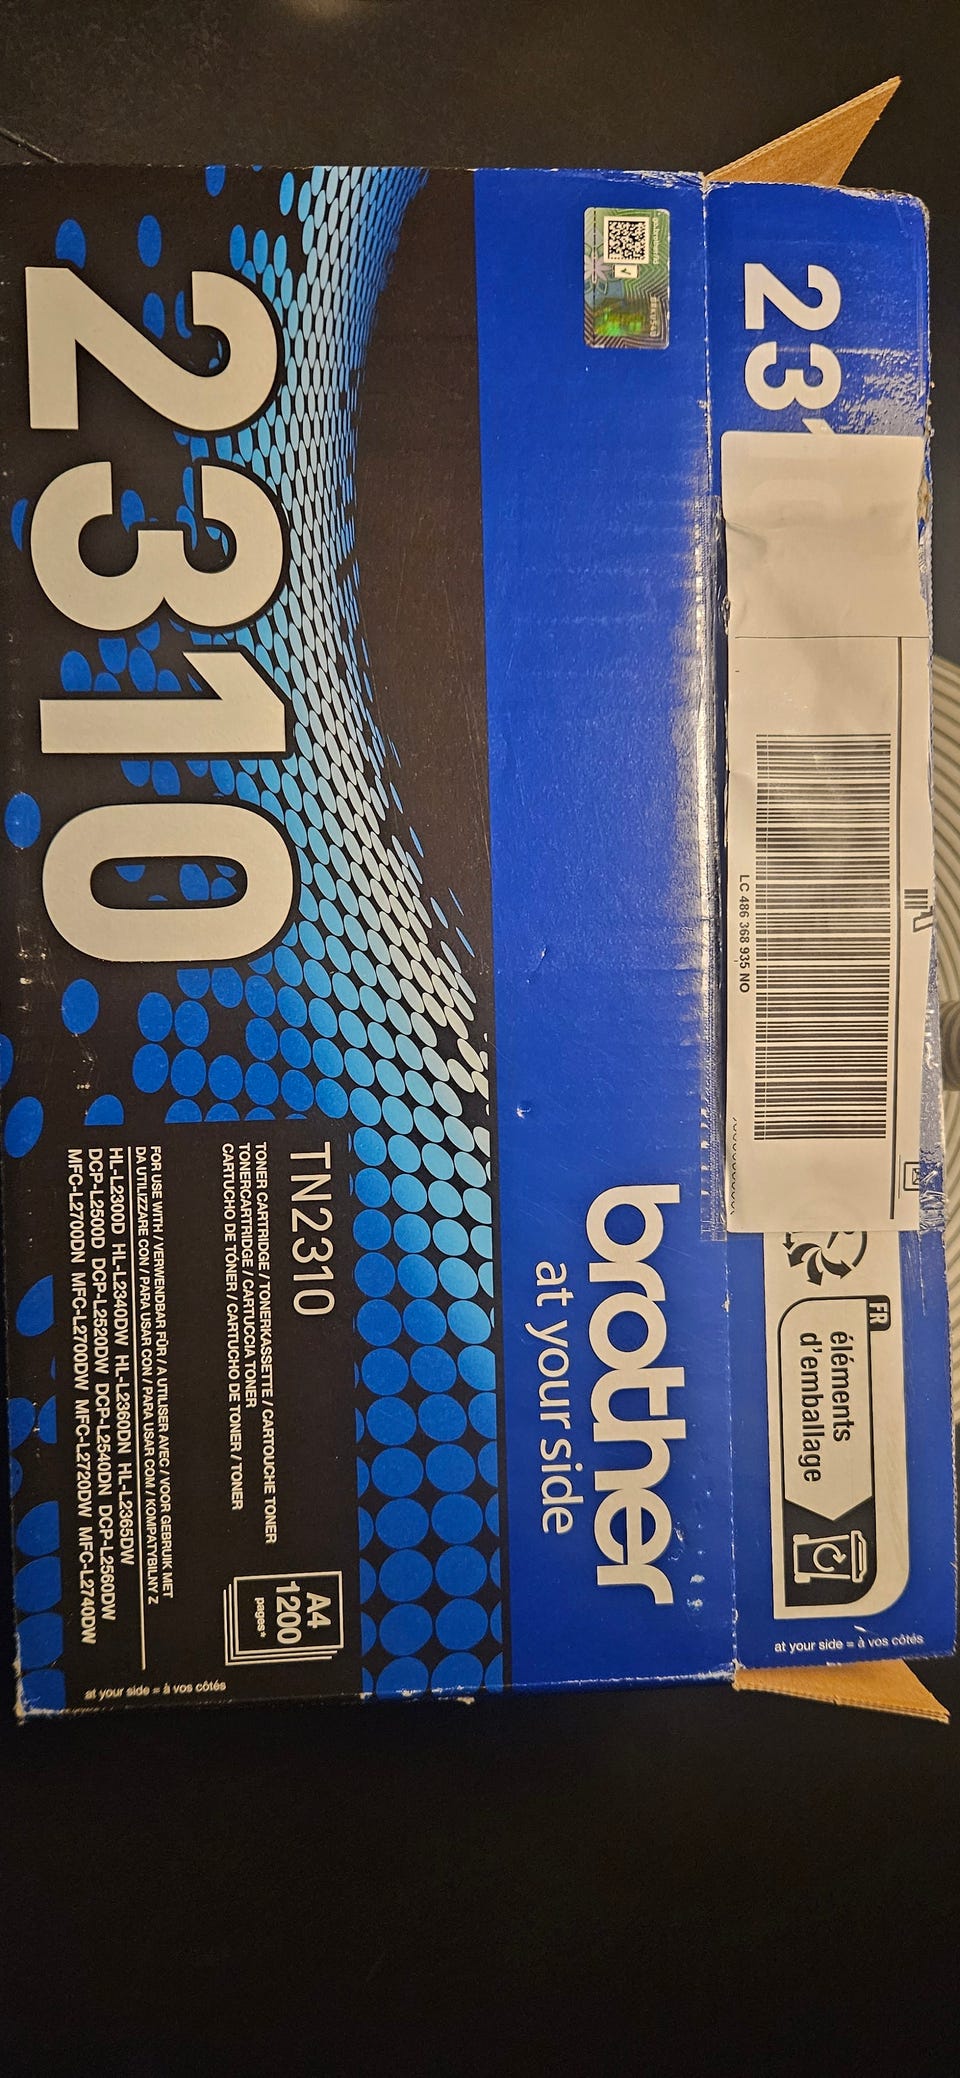 2310
LC 486 368 935 NO
FR
éléments
d'emballage
at your side = à vos côtés
brother
at your side
2310
TN2310
TONER CARTRIDGE / TONERKASSETTE / CARTOUCHE TONER
TONERCARTRIDGE / CARTUCCIA TONER
CARTUCHO DE TONER / CARTUCHO DE TONER / TONER
A4
1200
pages*
FOR USE WITH / VERWENDBAR FÜR / A UTILISER AVEC / VOOR GEBRUIK MET
DA UTILIZZARE CON / PARA USAR CON / PARA USAR COM / KOMPATYBILNY Z
HL-L2300D HL-L2340DW HL-L2360DN HL-L2365DW
DCP-L2500D DCP-L2520DW DCP-L2540DN DCP-L2560DW
MFC-L2700DN MFC-L2700DW MFC-L2720DW MFC-L2740DW
at your side = à vos côtés